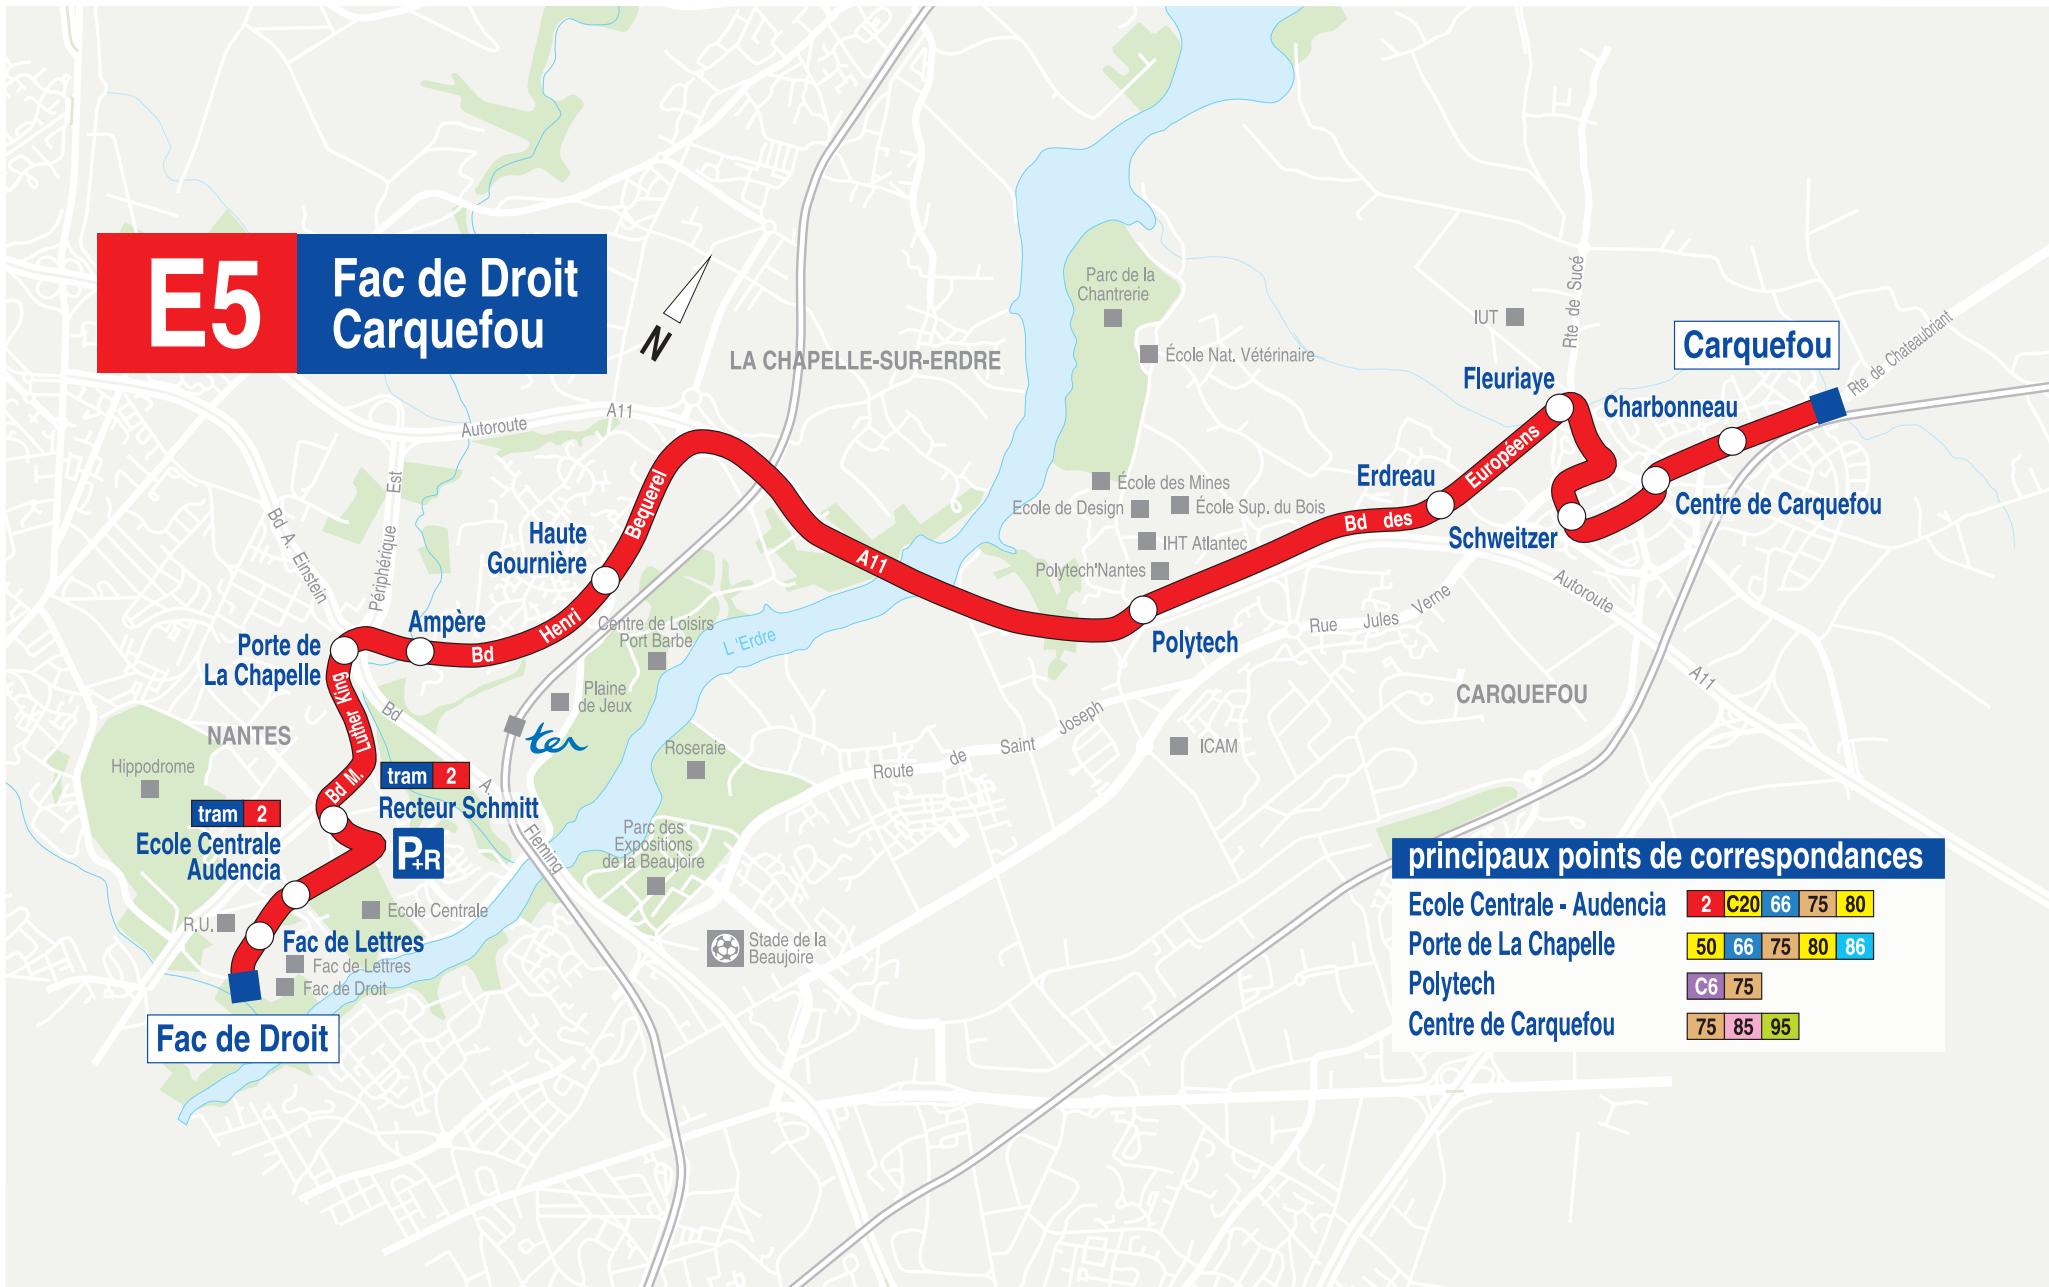 E5
Fac de Droit
Carquefou
N
LA CHAPELLE-SUR-ERDRE
Autoroute
A11
Périphérique Est
Bd A. Einstein
Parc de la
Chantrerie
École Nat. Vétérinaire
IUT
Rte de Sucé
Carquefou
Rte de Chateaubriant
Fleuriaye
Charbonneau
Erdreau
Européens
Bd des
Centre de Carquefou
Schweitzer
École des Mines
Ecole de Design
École Sup. du Bois
IHT Atlantec
Polytech'Nantes
Polytech
A11
Bequerel
Haute
Gournière
Henri
Bd
Ampère
Porte de
La Chapelle
Centre de Loisirs
Port Barbe
L'Erdre
Plaine
de Jeux
ter
Rue Jules Verne
Autoroute
A11
CARQUEFOU
ICAM
Route de Saint Joseph
Roseraie
NANTES
Hippodrome
Luther King
Bd M.
Bd
A.
Fleming
tram 2
Recteur Schmitt
P+R
tram 2
Ecole Centrale
Audencia
Parc des
Expositions
de la Beaujoire
Ecole Centrale
R.U.
Fac de Lettres
Fac de Lettres
Fac de Droit
Fac de Droit
Stade de la
Beaujoire
principaux points de correspondances
Ecole Centrale - Audencia 2 C20 66 75 80
Porte de La Chapelle 50 66 75 80 86
Polytech C6 75
Centre de Carquefou 75 85 95